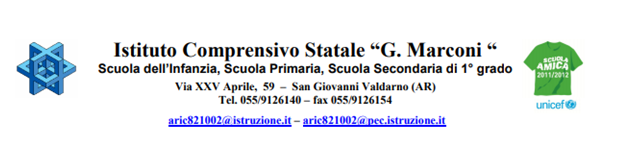 Istituto Comprensivo Statale “G. Marconi “
Scuola dell’Infanzia, Scuola Primaria, Scuola Secondaria di 1° grado
Via XXV Aprile, 59 – San Giovanni Valdarno (AR)
Tel. 055/9126140 – fax 055/9126154
aric821002@istruzione.it – aric821002@pec.istruzione.it
SCUOLA
AMICA
2011/2012
unicef